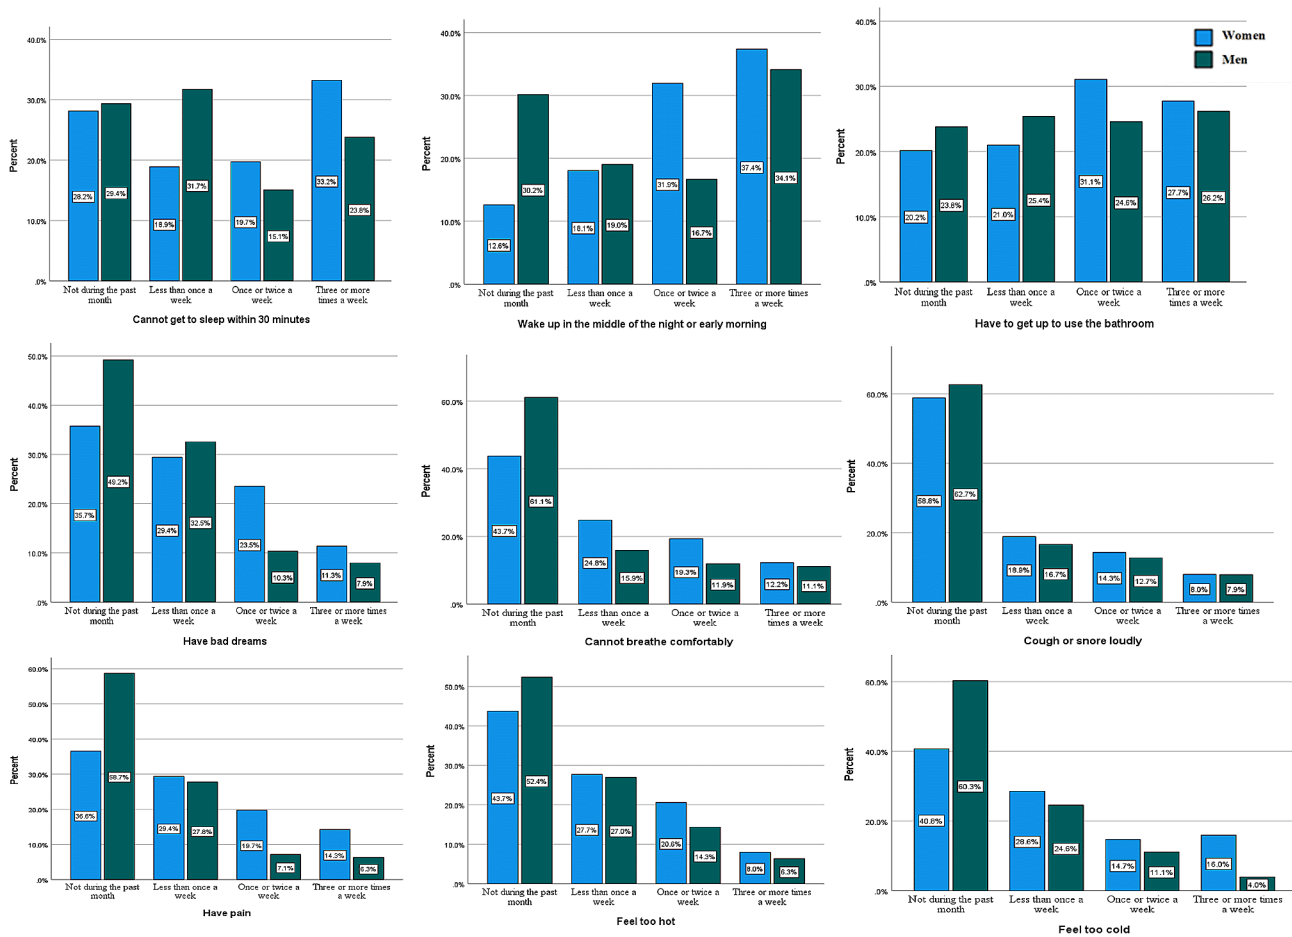 Women
Men
40.0%
30.0%
20.0%
10.0%
.0%
Percent
28.2%
29.4%
18.9%
31.7%
19.7%
15.1%
33.2%
23.8%
Not during the past
month
Less than once a
week
Once or twice a
week
Three or more
times a week
Cannot get to sleep within 30 minutes
40.0%
30.0%
20.0%
10.0%
.0%
Percent
12.6%
30.2%
18.1%
19.0%
31.9%
16.7%
37.4%
34.1%
Not during the past
month
Less than once a
week
Once or twice a
week
Three or more times
a week
Wake up in the middle of the night or early morning
40.0%
30.0%
20.0%
10.0%
.0%
Percent
20.2%
23.8%
21.0%
25.4%
31.1%
24.6%
27.7%
26.2%
Not during the past
month
Less than once a
week
Once or twice a
week
Three or more
times a week
Have to get up to use the bathroom
50.0%
40.0%
30.0%
20.0%
10.0%
.0%
Percent
35.7%
49.2%
29.4%
32.5%
23.5%
10.3%
11.3%
7.9%
Not during the past
month
Less than once a
week
Once or twice a
week
Three or more times
a week
Have bad dreams
60.0%
40.0%
20.0%
.0%
Percent
43.7%
61.1%
24.8%
15.9%
19.3%
11.9%
12.2%
11.1%
Not during the past
month
Less than once a
week
Once or twice a
week
Three or more
times a week
Cannot breathe comfortably
60.0%
40.0%
20.0%
.0%
Percent
58.8%
62.7%
18.9%
16.7%
14.3%
12.7%
8.0%
7.9%
Not during the past
month
Less than once a
week
Once or twice a
week
Three or more times
a week
Cough or snore loudly
60.0%
50.0%
40.0%
30.0%
20.0%
10.0%
.0%
Percent
36.6%
58.7%
29.4%
27.8%
19.7%
7.1%
14.3%
6.3%
Not during the past
month
Less than once a
week
Once or twice a
week
Three or more times
a week
Have pain
50.0%
40.0%
30.0%
20.0%
10.0%
.0%
Percent
43.7%
52.4%
27.7%
27.0%
20.6%
14.3%
8.0%
6.3%
Not during the past
month
Less than once a
week
Once or twice a
week
Three or more times
a week
Feel too hot
60.0%
40.0%
20.0%
.0%
Percent
40.8%
60.3%
28.6%
24.6%
14.7%
11.1%
16.0%
4.0%
Not during the past
month
Less than once a
week
Once or twice a
week
Three or more times
a week
Feel too cold